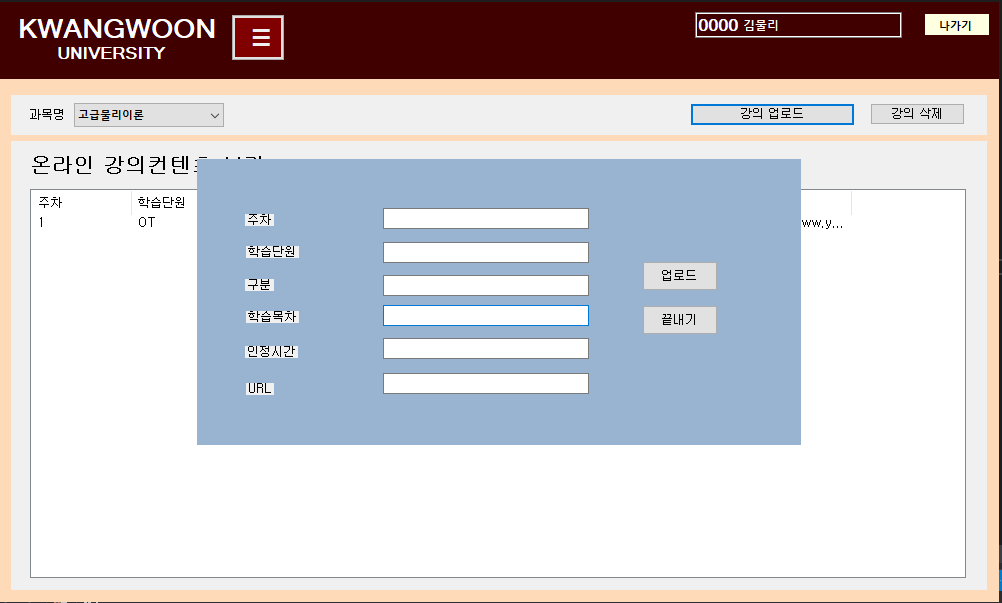 KWANGWOON
UNIVERSITY
☰
0000 김물리
나가기
과목명 고급물리이론
강의 업로드
강의 삭제
온라인 강의컨텐
주차 학습단원
1 OT
ww.y...
주차
학습단원
구분
학습목차
인정시간
URL
업로드
끝내기